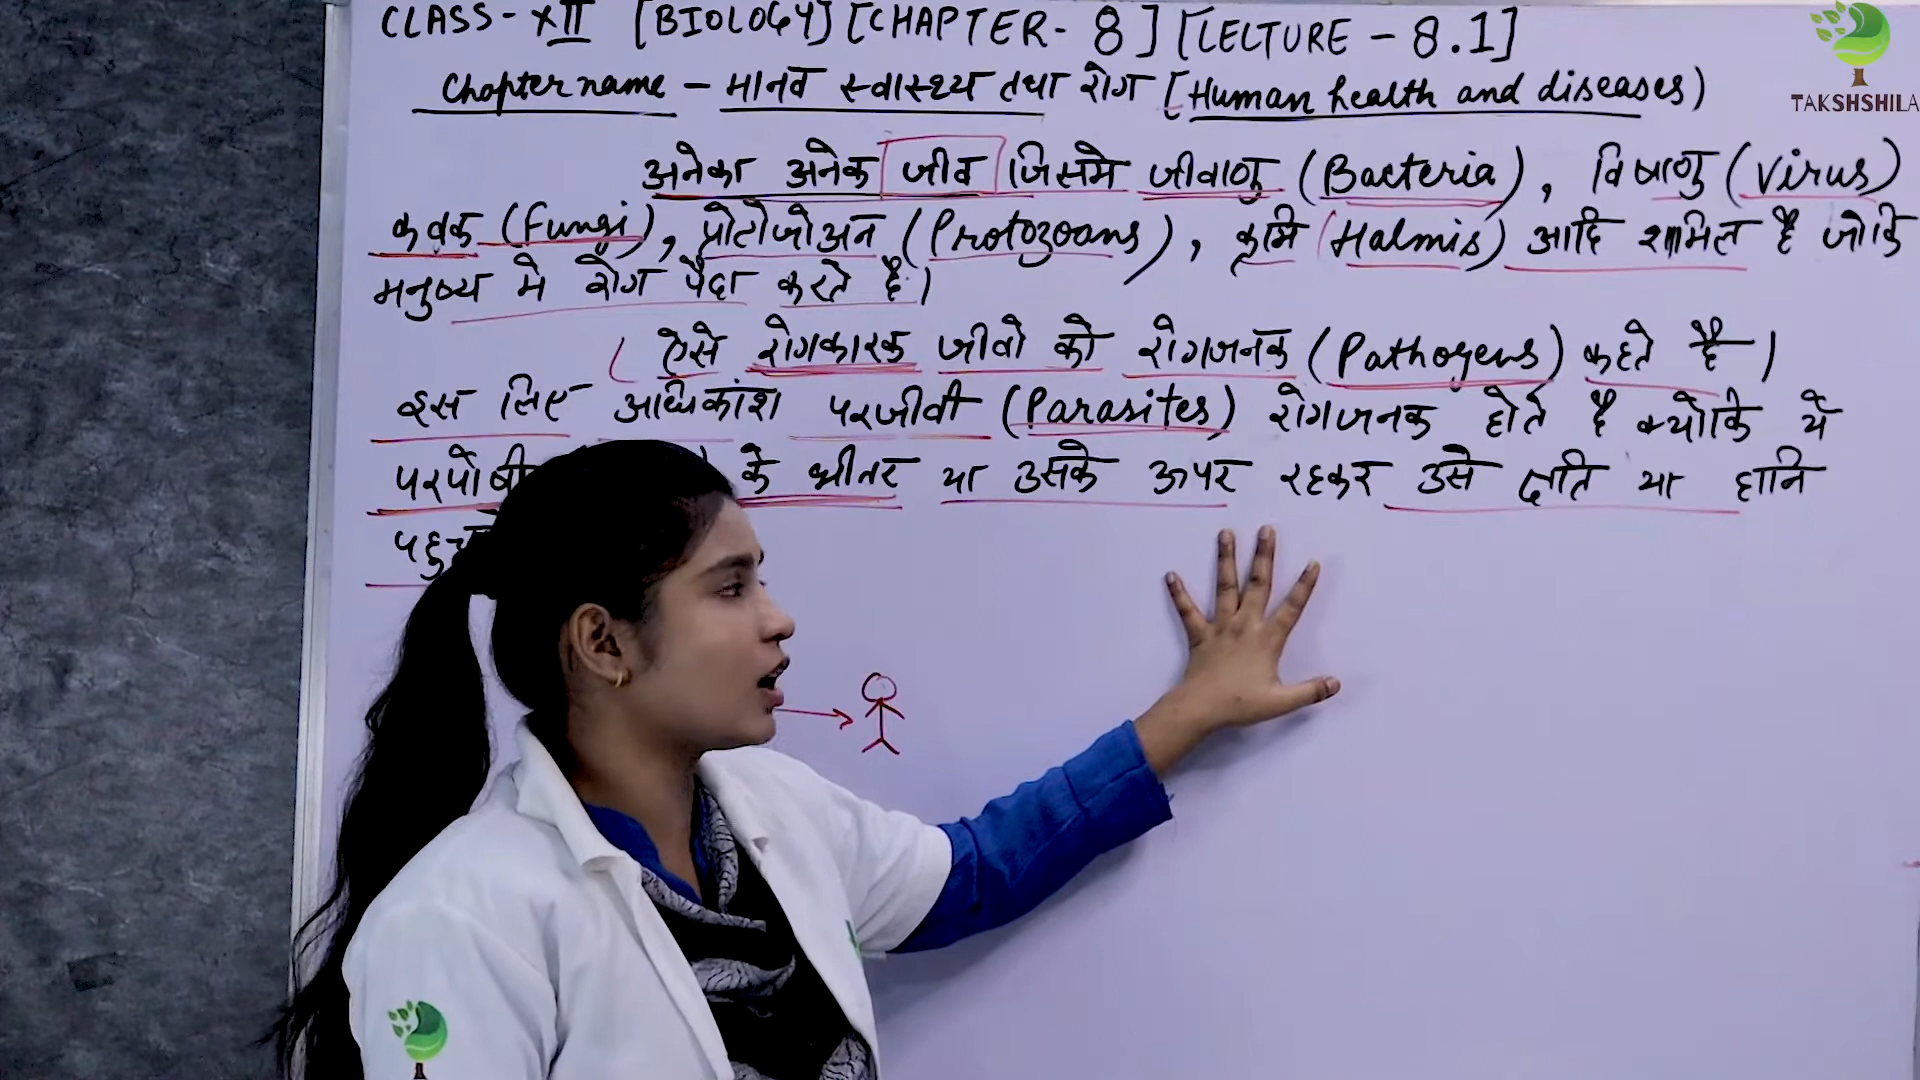 CLASS- XII [BIOLOGY] [CHAPTER- 8] [LECTURE - 8.1]
Chapter name - मानव स्वास्थ्य तथा रोग [Human health and diseases)
TAKSHSHILA
अनेका अनेक जीव जिसमे जीवाणु (Bacteria), विषाणु (Virus)
कवक (Fungi), प्रोटोजोअन (Protozoans), कृमि (Halmis) आदि शामिल है जोकि
मनुष्य मे रोग पैदा करते है।
(ऐसे रोगकारक जीवो को रोगजनक (Pathogens) कहते है।
इस लिए अधिकांश परजीवी (Parasites) रोगजनक होते है क्योकि ये
के भीतर या उसके ऊपर रहकर उसे क्षति या हानि